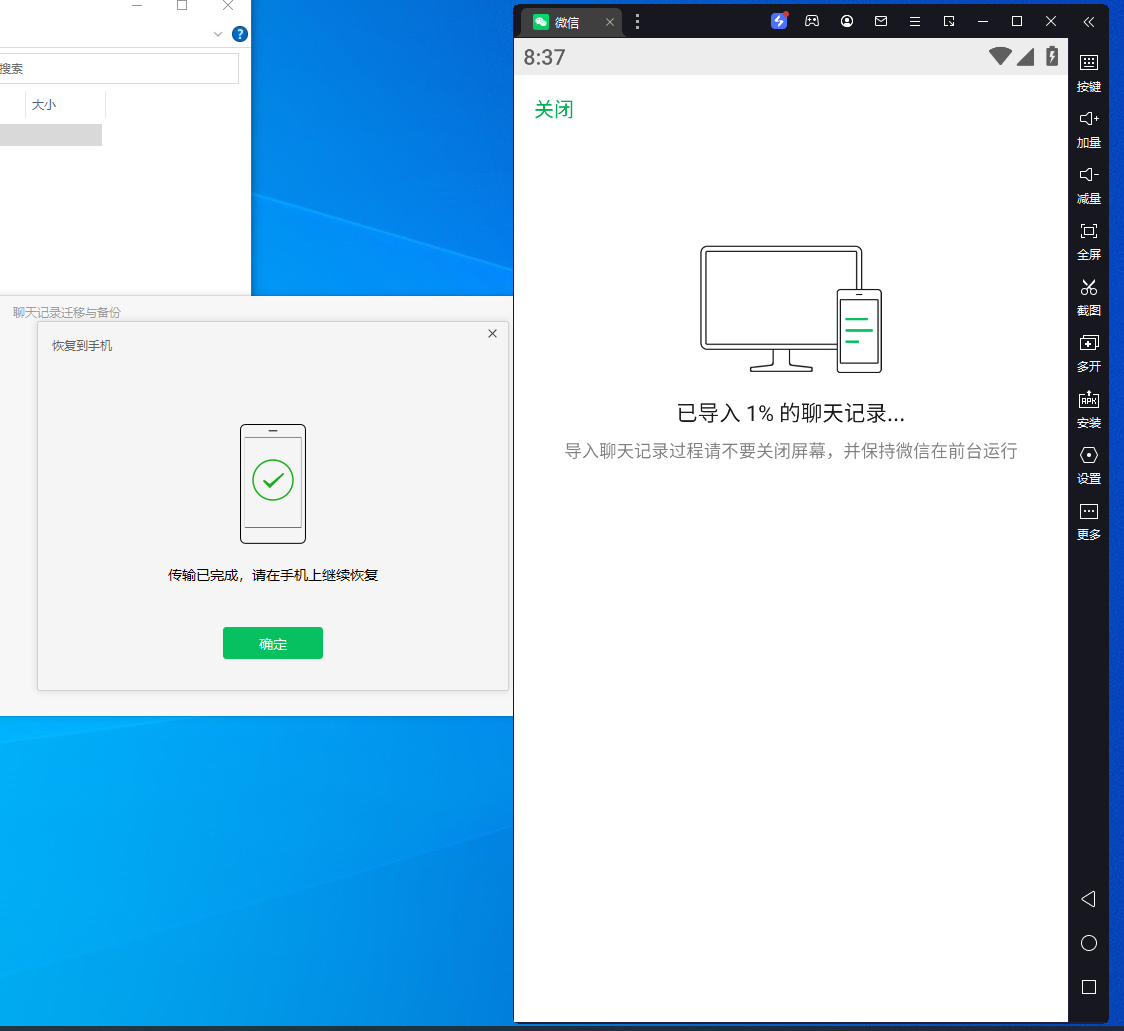 搜索
大小
聊天记录迁移与备份
恢复到手机
传输已完成，请在手机上继续恢复
确定
微信
8:37
关闭
已导入 1% 的聊天记录...
导入聊天记录过程请不要关闭屏幕，并保持微信在前台运行
按键
加量
减量
全屏
截图
多开
APK
安装
设置
更多